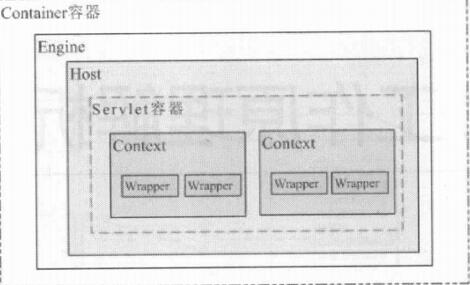 Container容器
Engine
Host
Servlet容器
Context
Context
Wrapper Wrapper
Wrapper Wrapper